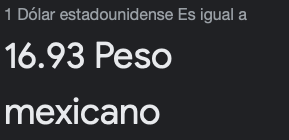 1 Dólar estadounidense Es igual a
16.93 Peso
mexicano